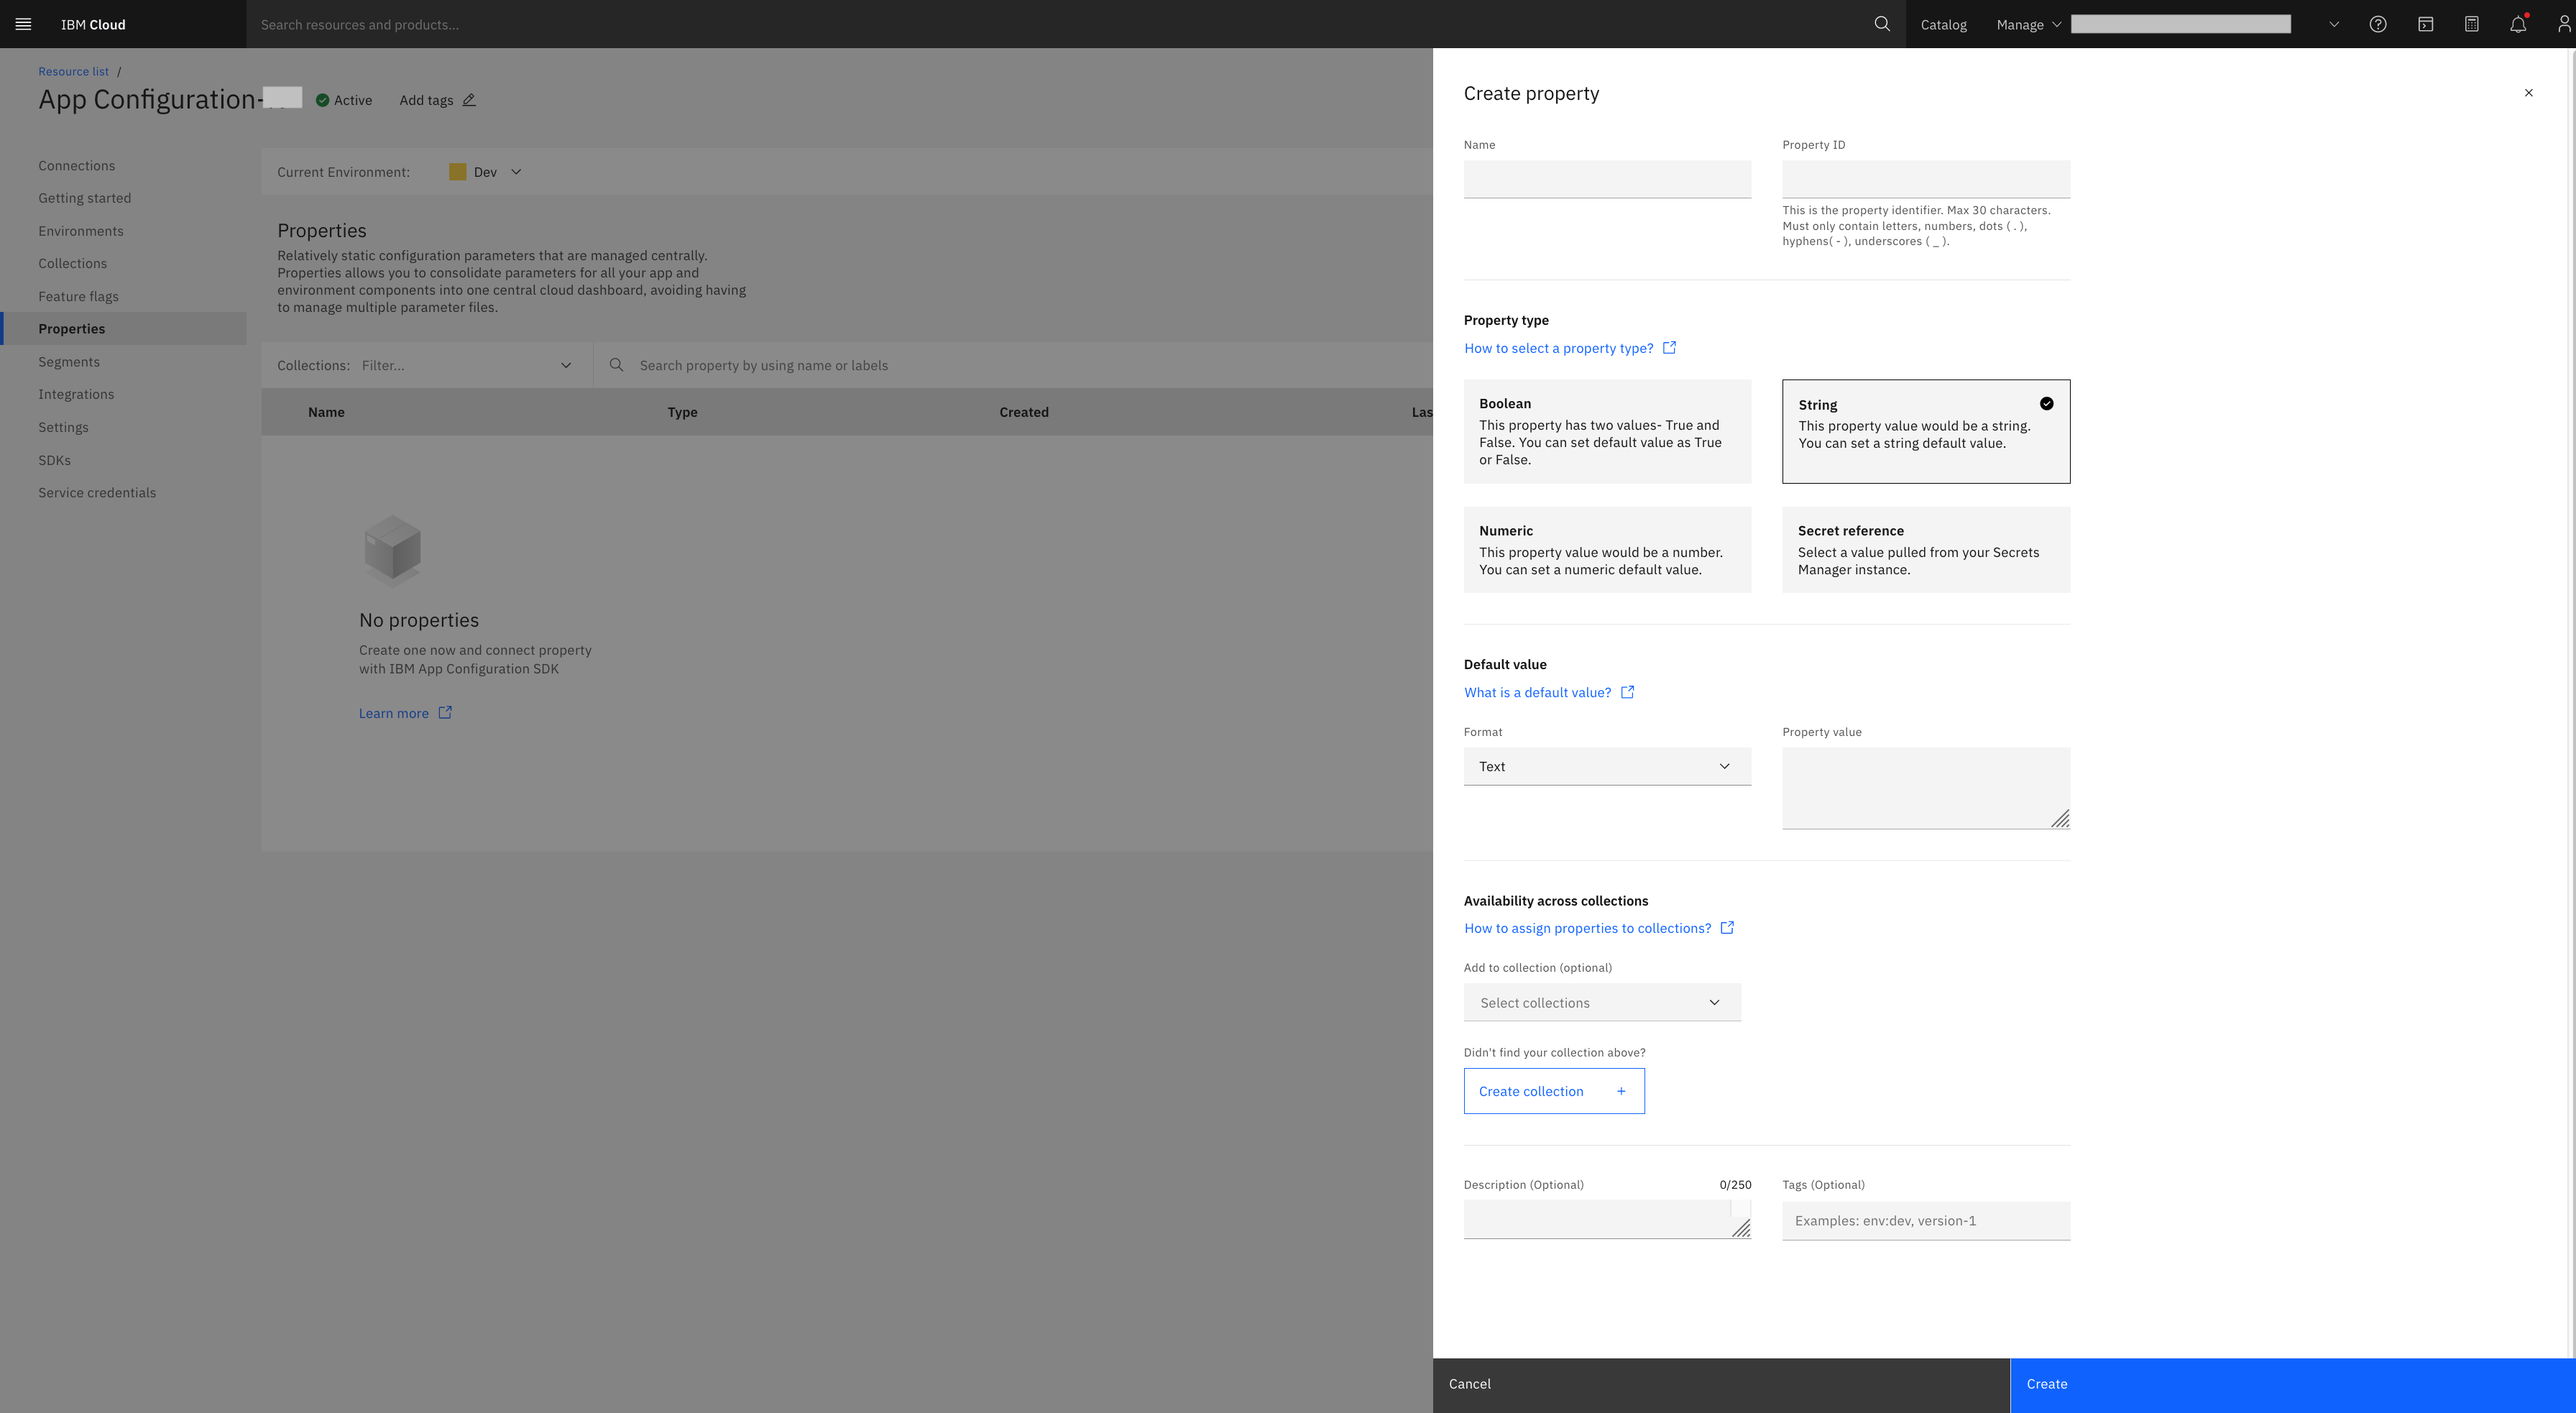 IBM Cloud
Search resources and products...
Catalog
Manage
Resource list /
App Configuration-
Active
Add tags
Connections
Getting started
Environments
Collections
Feature flags
Properties
Segments
Integrations
Settings
SDKs
Service credentials
Current Environment:
Dev
Properties
Relatively static configuration parameters that are managed centrally.
Properties allows you to consolidate parameters for all your app and
environment components into one central cloud dashboard, avoiding having
to manage multiple parameter files.
Collections:
Filter...
Search property by using name or labels
Name
Type
Created
Las
No properties
Create one now and connect property
with IBM App Configuration SDK
Learn more
Create property
Name
Property ID
This is the property identifier. Max 30 characters.
Must only contain letters, numbers, dots ( . ),
hyphens( - ), underscores ( _ ).
Property type
How to select a property type?
Boolean
This property has two values- True and
False. You can set default value as True
or False.
String
This property value would be a string.
You can set a string default value.
Numeric
This property value would be a number.
You can set a numeric default value.
Secret reference
Select a value pulled from your Secrets
Manager instance.
Default value
What is a default value?
Format
Text
Property value
Availability across collections
How to assign properties to collections?
Add to collection (optional)
Select collections
Didn't find your collection above?
Create collection +
Description (Optional)
0/250
Tags (Optional)
Examples: env:dev, version-1
Cancel
Create